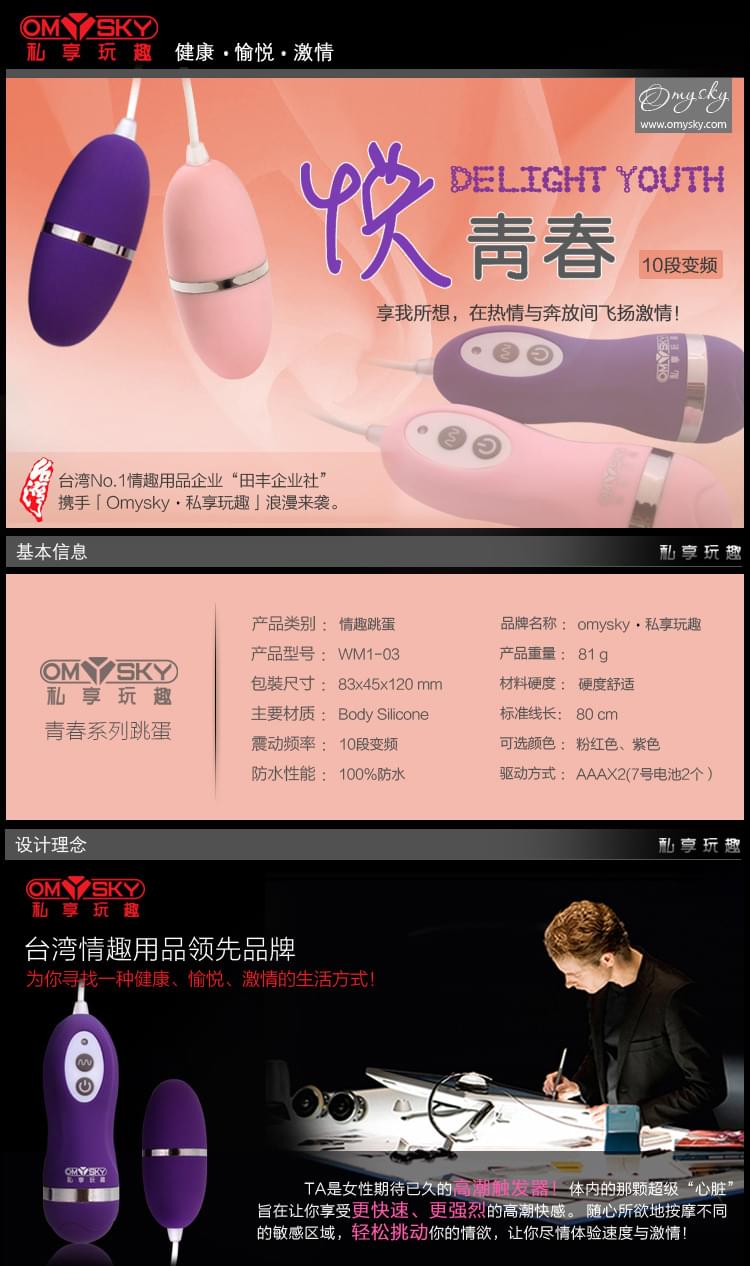 OMYSKY
私享玩趣
健康·愉悦·激情
Omysky
www.omysky.com
悦
DELIGHT YOUTH
青春
10段变频
享我所想，在热情与奔放间飞扬激情！
OMYSKY
私享玩趣
OMYSKY
台湾
台湾No.1情趣用品企业“田丰企业社”
携手「Omysky·私享玩趣」浪漫来袭。
基本信息
私享玩趣
OMYSKY
私享玩趣
青春系列跳蛋
产品类别： 情趣跳蛋
产品型号： WM1-03
包装尺寸： 83x45x120 mm
主要材质： Body Silicone
震动频率： 10段变频
防水性能： 100%防水
品牌名称： omysky·私享玩趣
产品重量： 81 g
材料硬度： 硬度舒适
标准线长： 80 cm
可选颜色： 粉红色、紫色
驱动方式： AAAX2(7号电池2个）
设计理念
私享玩趣
OMYSKY
私享玩趣
台湾情趣用品领先品牌
为你寻找一种健康、愉悦、激情的生活方式！
OMYSKY
私享玩趣
TA是女性期待已久的高潮触发器！体内的那颗超级“心脏”
旨在让你享受更快速、更强烈的高潮快感。随心所欲地按摩不同
的敏感区域，轻松挑动你的情欲，让你尽情体验速度与激情！